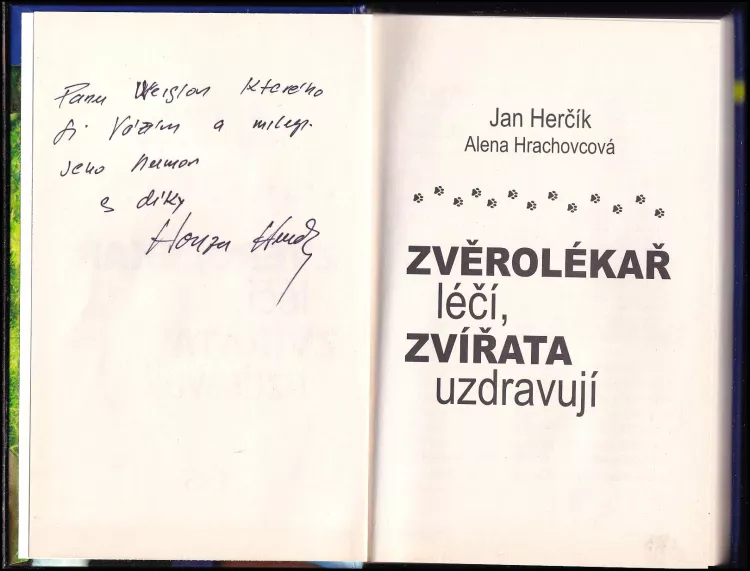 Panu Weiglovi kterého
si vážím a miluji
jeho humor
s díky
Honza
Jan Herčík
Alena Hrachovcová
ZVĚROLÉKAŘ
léčí,
ZVÍŘATA
uzdravují